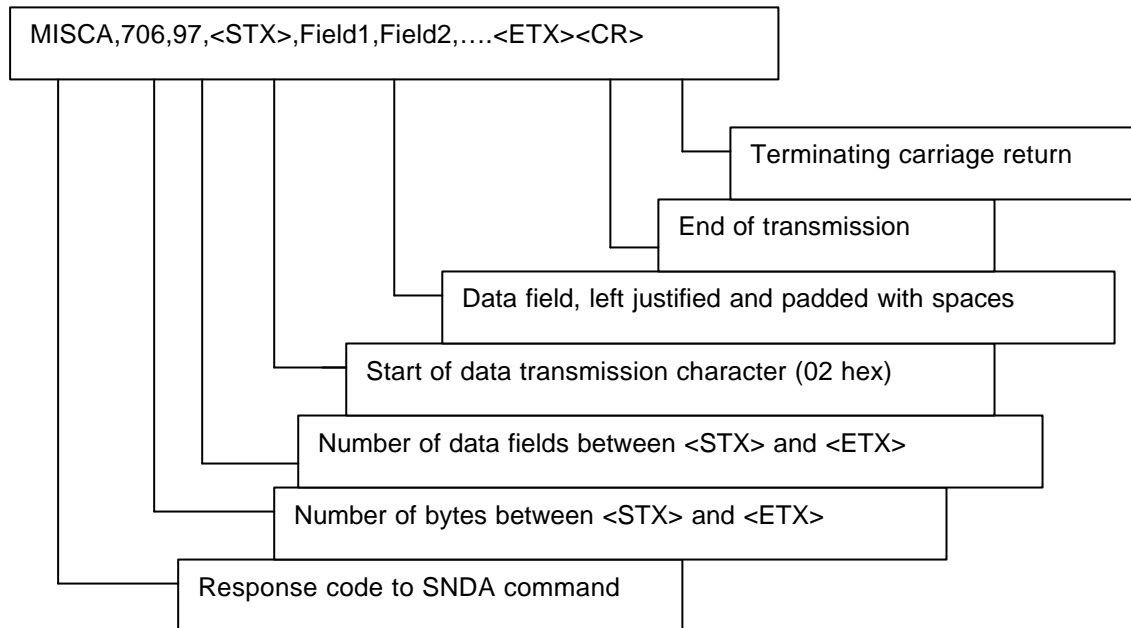 MISCA,706,97,<STX>,Field1,Field2,….<ETX><CR>
Terminating carriage return
End of transmission
Data field, left justified and padded with spaces
Start of data transmission character (02 hex)
Number of data fields between <STX> and <ETX>
Number of bytes between <STX> and <ETX>
Response code to SNDA command